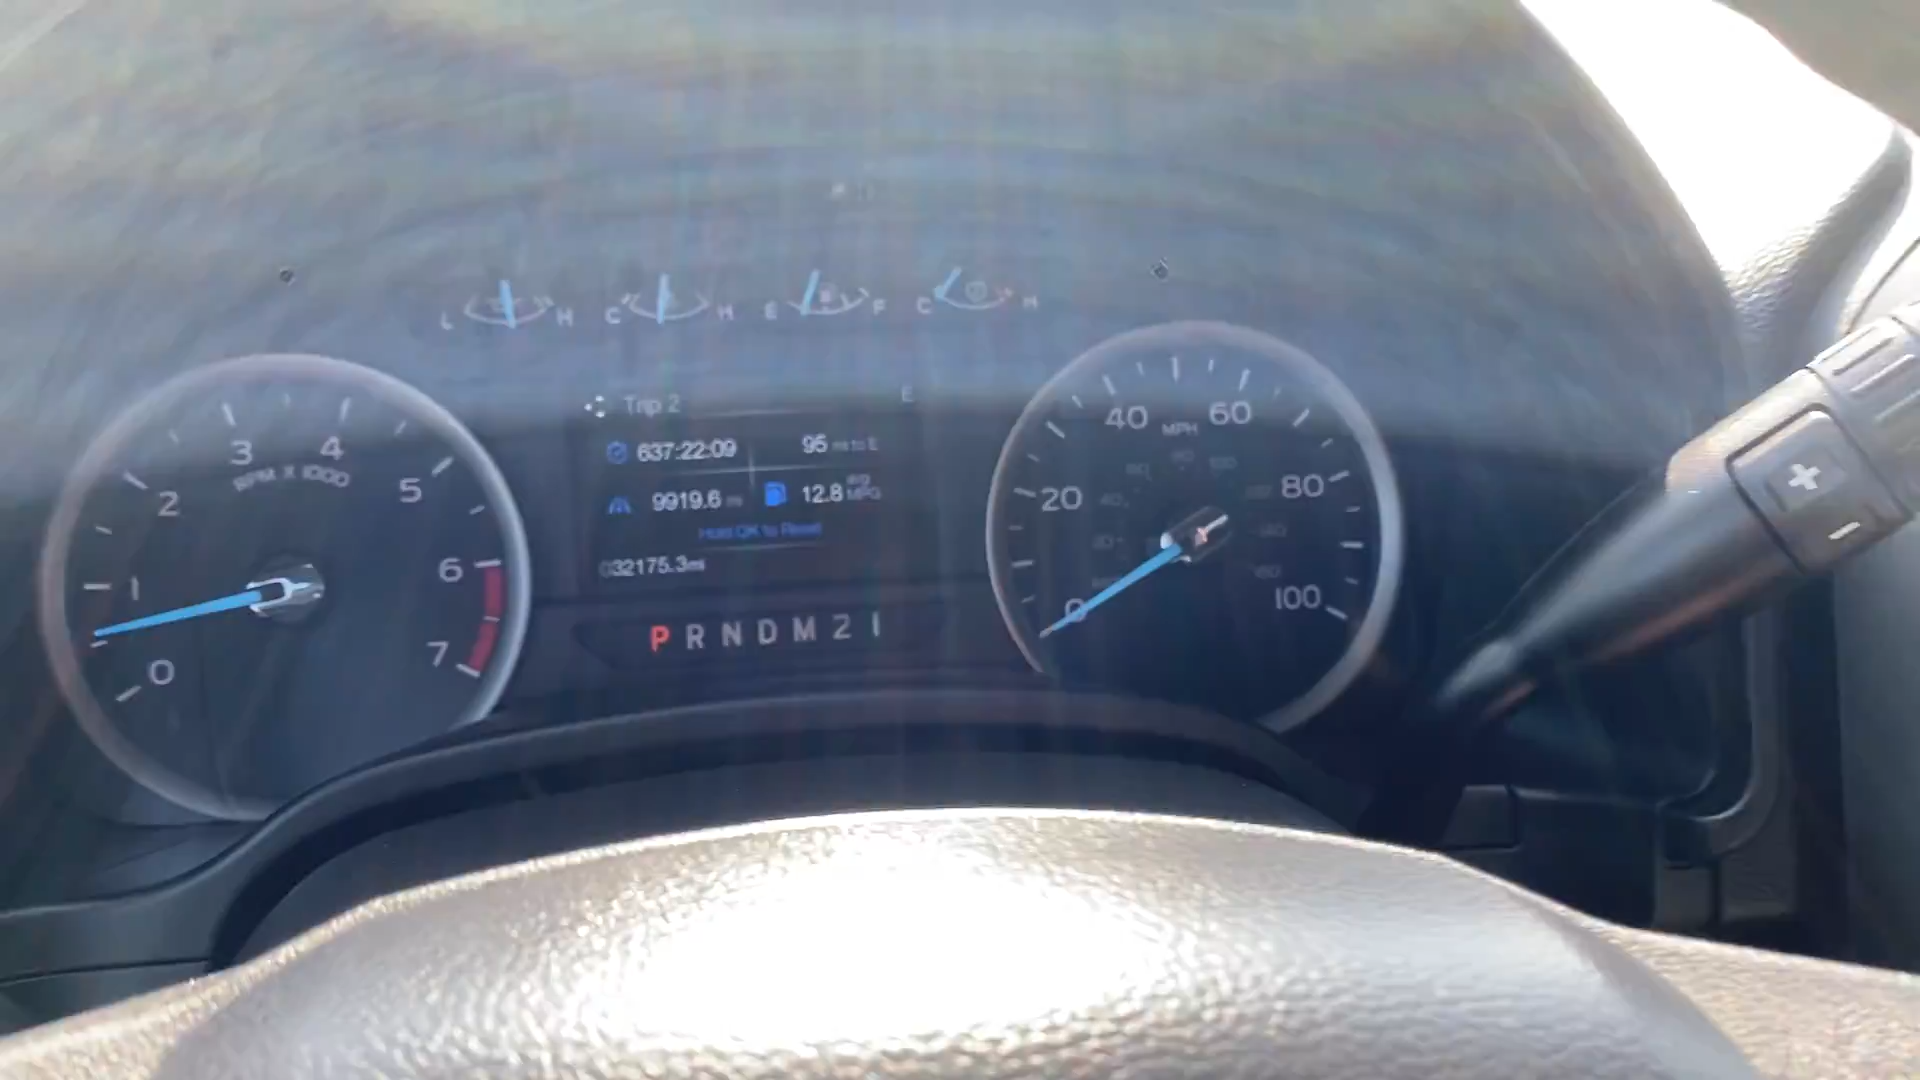 L H C H E F C H
Trip 2 E
637:22:09 95 mi to E
9919.6 mi 12.8 avg MPG
Hold OK to Reset
032175.3mi
P R N D M 2 1
0 1 2 3 4 5 6 7
RPM X 1000
0 20 40 60 80 100
MPH
+
-